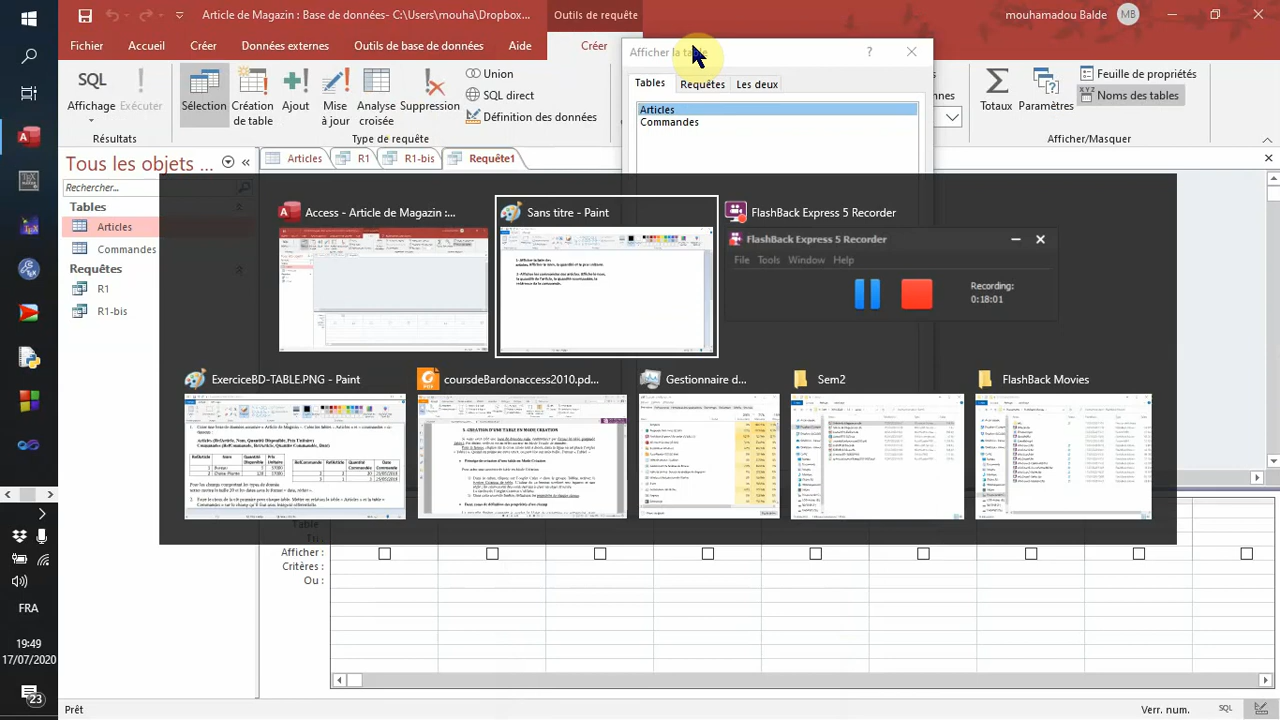 Article de Magazin : Base de données- C:\Users\mouha\Dropbox...
Outils de requête
mouhamadou Balde
MB
Fichier
Accueil
Créer
Données externes
Outils de base de données
Aide
Créer
Afficher la table
SQL
Affichage
Exécuter
Résultats
Sélection
Création
de table
Ajout
Mise
à jour
Analyse
croisée
Suppression
Union
SQL direct
Définition des données
Type de requête
Tables
Requêtes
Les deux
Articles
Commandes
Totaux
Paramètres
Feuille de propriétés
Noms des tables
Afficher/Masquer
Tous les objets ...
Rechercher...
Tables
Articles
Commandes
Requêtes
R1
R1-bis
Articles
R1
R1-bis
Requête1
Access - Article de Magazin :...
Sans titre - Paint
FlashBack Express 5 Recorder
FlashBack Express 5 Recorder
File Tools Window Help
Recording:
0:18:01
ExerciceBD-TABLE.PNG - Paint
coursdeBardonaccess2010.pd...
Gestionnaire d...
Sem2
FlashBack Movies
Table
Tri :
Afficher :
Critères :
Ou :
FRA
19:49
17/07/2020
23
Prêt
Verr. num.
SQL